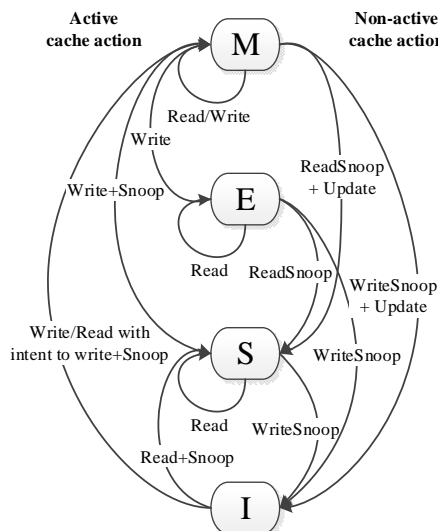 Active
cache action
Non-active
cache action
M
Read/Write
Write
ReadSnoop
+ Update
Write+Snoop
E
Read
ReadSnoop
WriteSnoop
+ Update
Write/Read with
intent to write+Snoop
S
WriteSnoop
Read
WriteSnoop
Read+Snoop
I